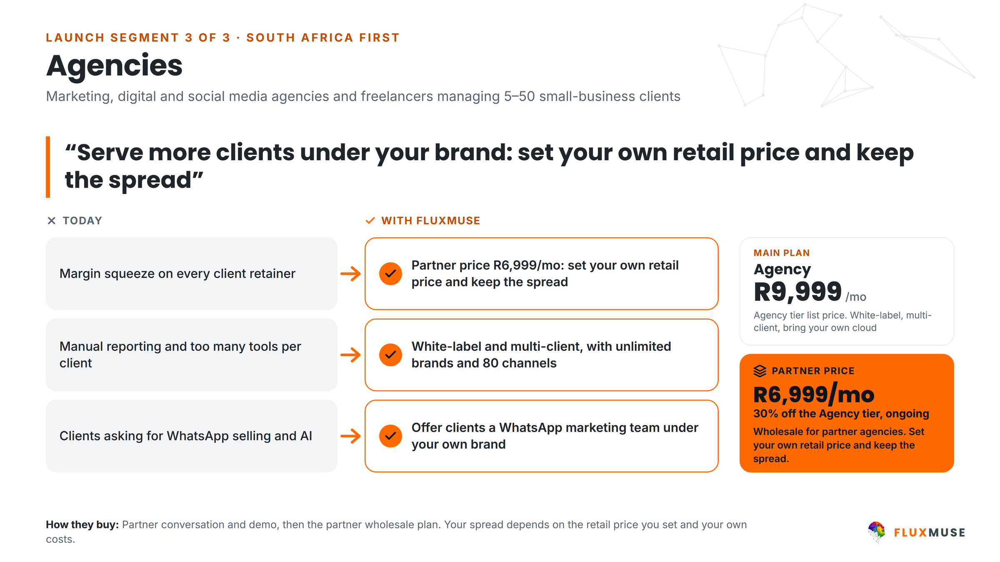 LAUNCH SEGMENT 3 OF 3 · SOUTH AFRICA FIRST
Agencies
Marketing, digital and social media agencies and freelancers managing 5–50 small-business clients
“Serve more clients under your brand: set your own retail price and keep
the spread”
TODAY
WITH FLUXMUSE
Margin squeeze on every client retainer
Partner price R6,999/mo: set your own retail
price and keep the spread
Manual reporting and too many tools per
client
White-label and multi-client, with unlimited
brands and 80 channels
Clients asking for WhatsApp selling and AI
Offer clients a WhatsApp marketing team under
your own brand
MAIN PLAN
Agency
R9,999 /mo
Agency tier list price. White-label, multi-
client, bring your own cloud
PARTNER PRICE
R6,999/mo
30% off the Agency tier, ongoing
Wholesale for partner agencies. Set
your own retail price and keep the
spread.
How they buy: Partner conversation and demo, then the partner wholesale plan. Your spread depends on the retail price you set and your own
costs.
FLUXMUSE